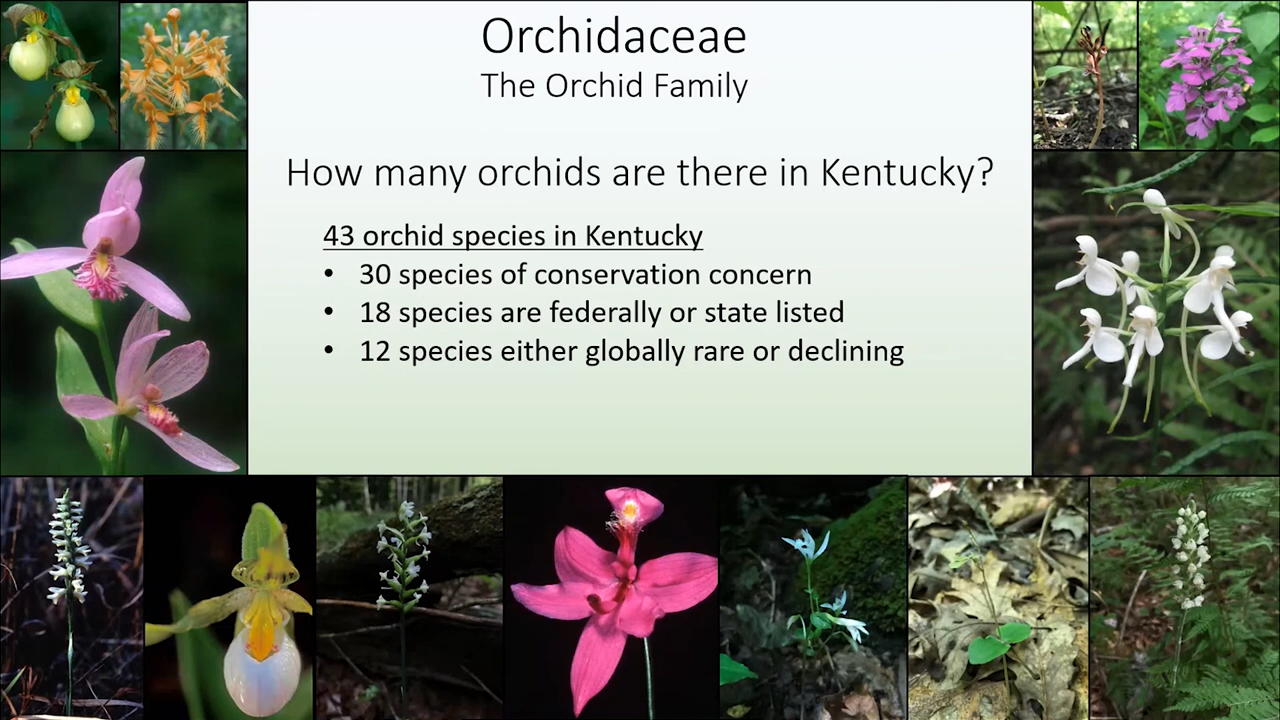 Orchidaceae
The Orchid Family
How many orchids are there in Kentucky?
43 orchid species in Kentucky
• 30 species of conservation concern
• 18 species are federally or state listed
• 12 species either globally rare or declining